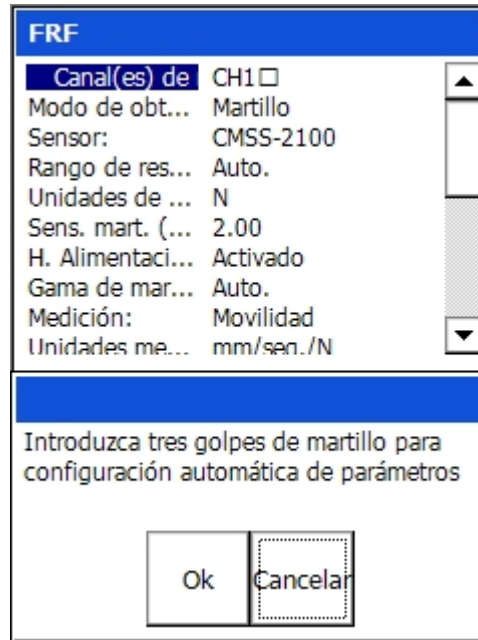 FRF
Canal(es) de CH1□
Modo de obt... Martillo
Sensor: CMSS-2100
Rango de res... Auto.
Unidades de ... N
Sens. mart. (... 2.00
H. Alimentaci... Activado
Gama de mar... Auto.
Medición: Movilidad
Unidades me... mm/seg./N
Introduzca tres golpes de martillo para
configuración automática de parámetros
Ok Cancelar